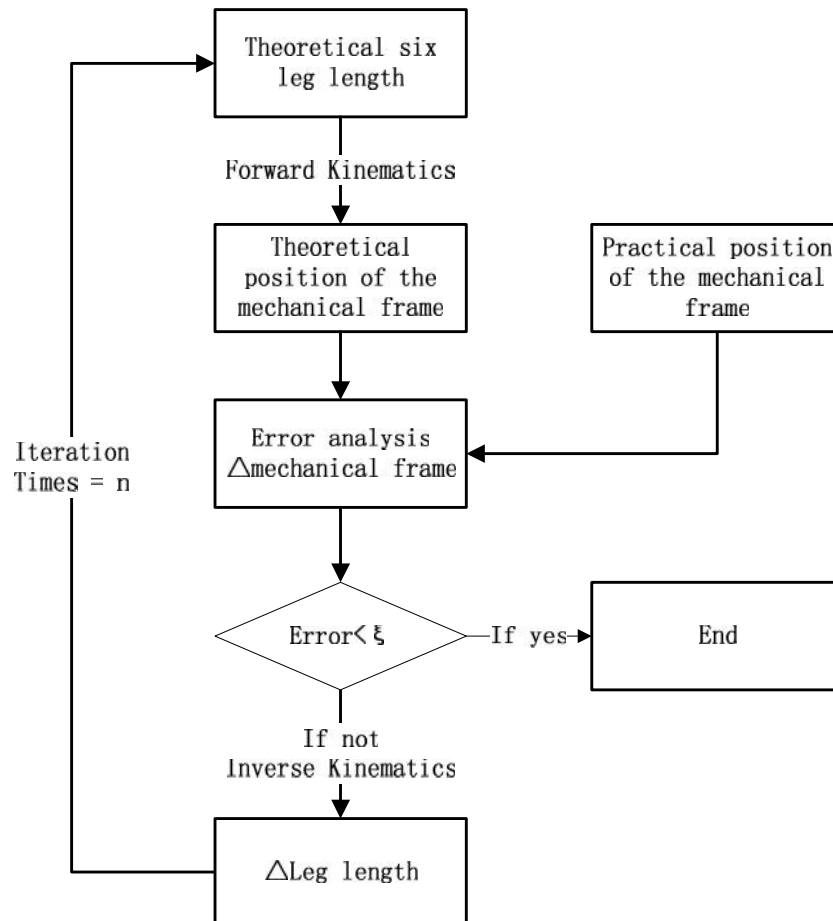 Theoretical six
leg length
Forward Kinematics
Theoretical
position of the
mechanical frame
Practical position
of the mechanical
frame
Error analysis
△mechanical frame
Iteration
Times = n
Error< ξ
If yes
End
If not
Inverse Kinematics
△Leg length